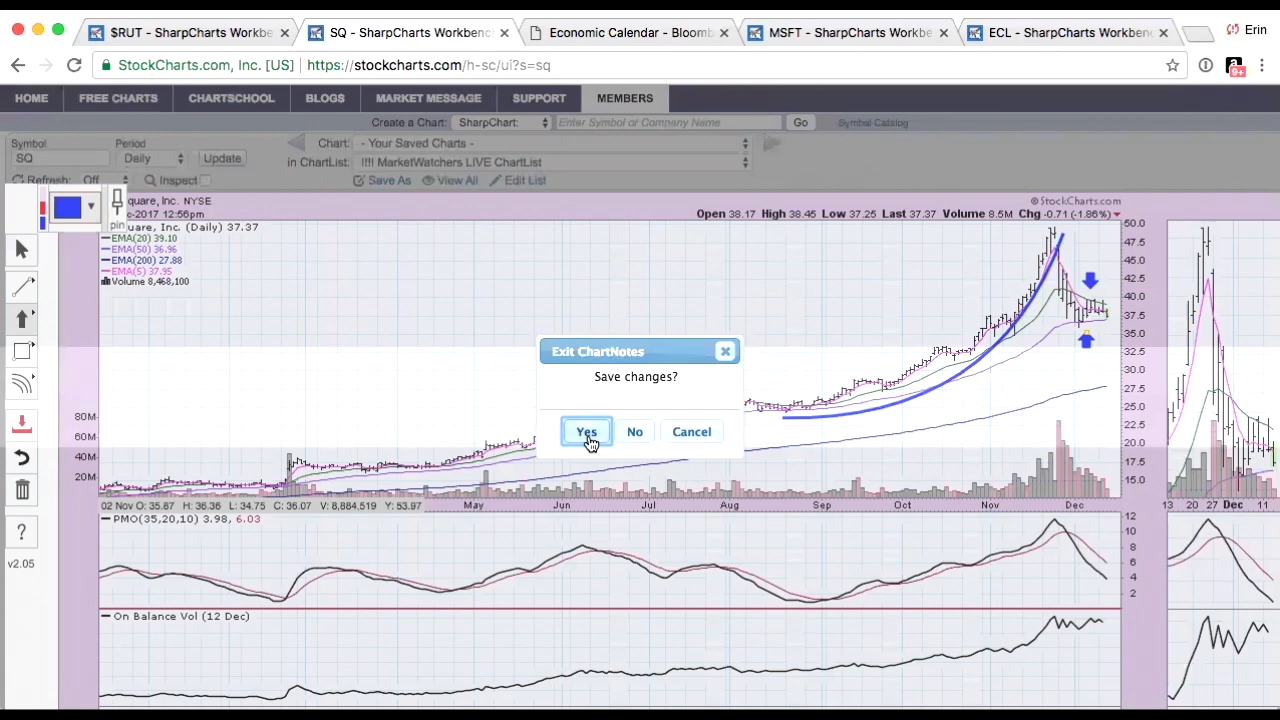 $RUT - SharpCharts Workbe
SQ - SharpCharts Workbench
Economic Calendar - Bloomb
MSFT - SharpCharts Workbe
ECL - SharpCharts Workbenc
Erin
StockCharts.com, Inc. [US]
https://stockcharts.com/h-sc/ui?s=sq
9+
HOME
FREE CHARTS
CHARTSCHOOL
BLOGS
MARKET MESSAGE
SUPPORT
MEMBERS
Create a Chart: SharpChart Enter Symbol or Company Name Go Symbol Catalog
Symbol
Period
SQ
Daily
Update
Chart: - Your Saved Charts -
in ChartList: !!!! MarketWatchers LIVE ChartList
Refresh: Off
Inspect
Save As
View All
Edit List
pin
quare, Inc. NYSE
©StockCharts.com
c-2017 12:56pm
Open 38.17 High 38.45 Low 37.25 Last 37.37 Volume 8.5M Chg -0.71 (-1.86%)
uare, Inc. (Daily) 37.37
EMA(20) 39.10
EMA(50) 36.96
EMA(200) 27.88
EMA(5) 37.95
Volume 8,468,100
50.0
47.5
45.0
42.5
40.0
37.5
35.0
32.5
30.0
27.5
25.0
22.5
20.0
17.5
15.0
80M
60M
40M
20M
Exit ChartNotes
Save changes?
Yes
No
Cancel
?
v2.05
02 Nov O: 35.87 H: 36.36 L: 34.75 C: 36.07 V: 8,884,519 Y: 53.97
May
Jun
Jul
Aug
Sep
Oct
Nov
Dec
13 20 27 Dec 11
PMO(35,20,10) 3.98, 6.03
12
10
8
6
4
2
On Balance Vol (12 Dec)